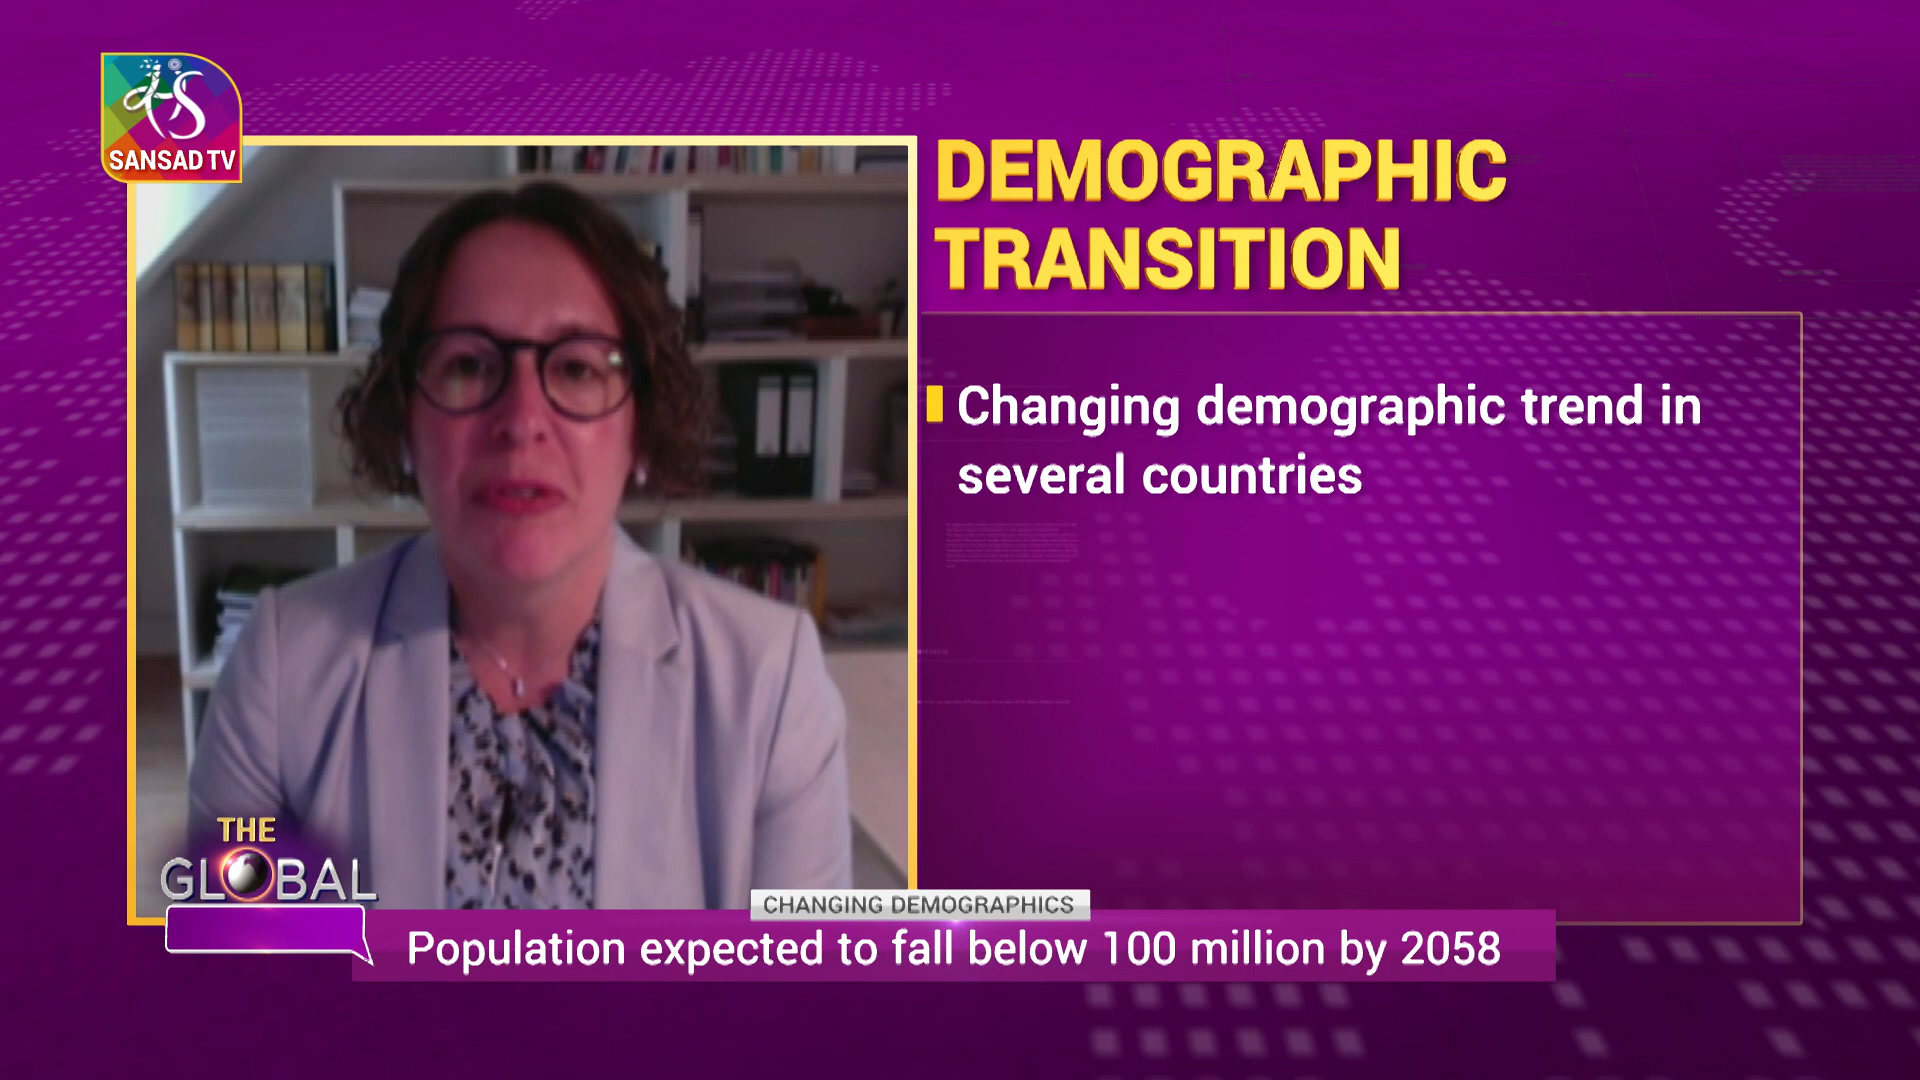 SANSAD TV
DEMOGRAPHIC
TRANSITION
Changing demographic trend in
several countries
THE
GLOBAL
CHANGING DEMOGRAPHICS
Population expected to fall below 100 million by 2058